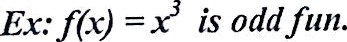 Ex: f(x) = x³ is odd fun.